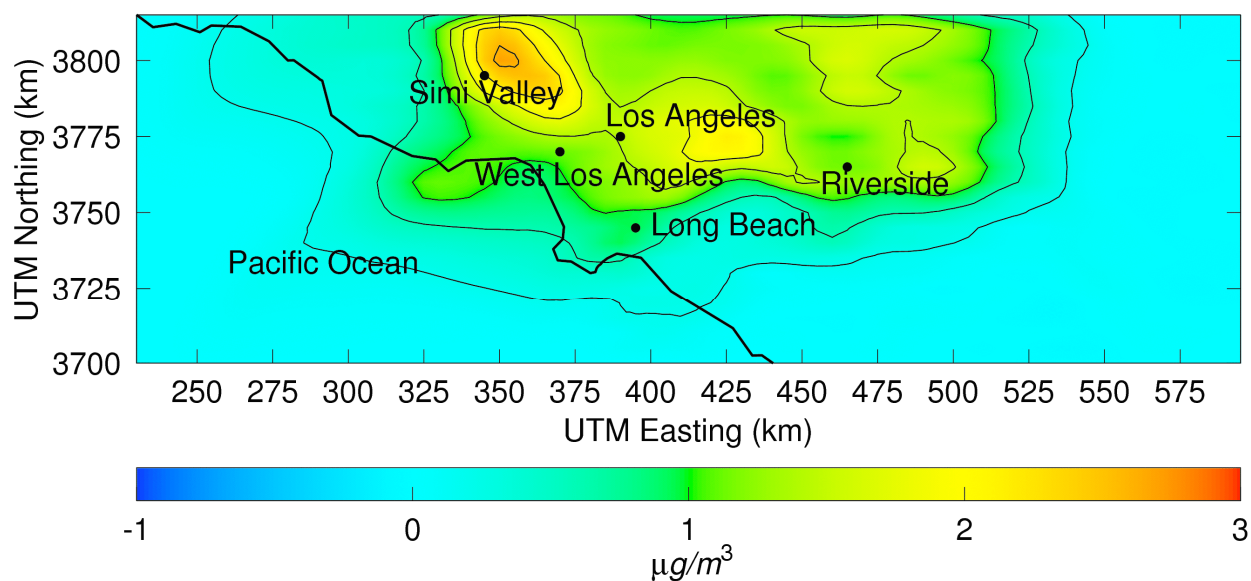 UTM Northing (km)
3800
3775
3750
3725
3700
Simi Valley
Los Angeles
West Los Angeles
Riverside
Long Beach
Pacific Ocean
250 275 300 325 350 375 400 425 450 475 500 525 550 575
UTM Easting (km)
-1 0 1 2 3
μg/m³